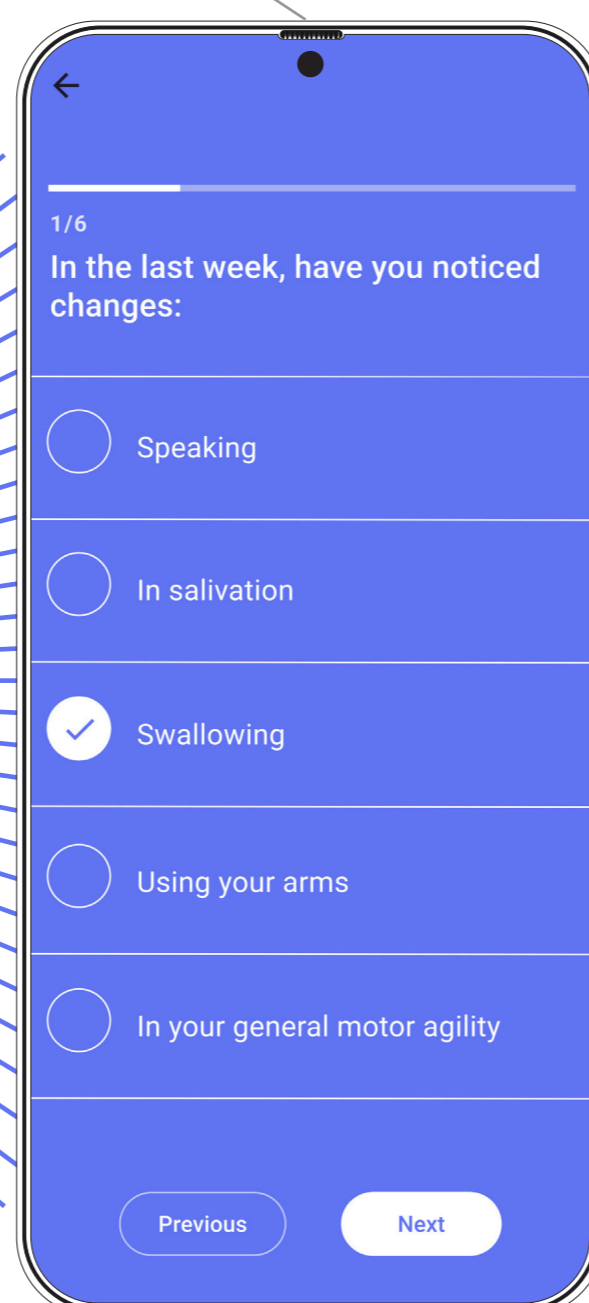 1/6
In the last week, have you noticed
changes:
Speaking
In salivation
Swallowing
Using your arms
In your general motor agility
Previous
Next